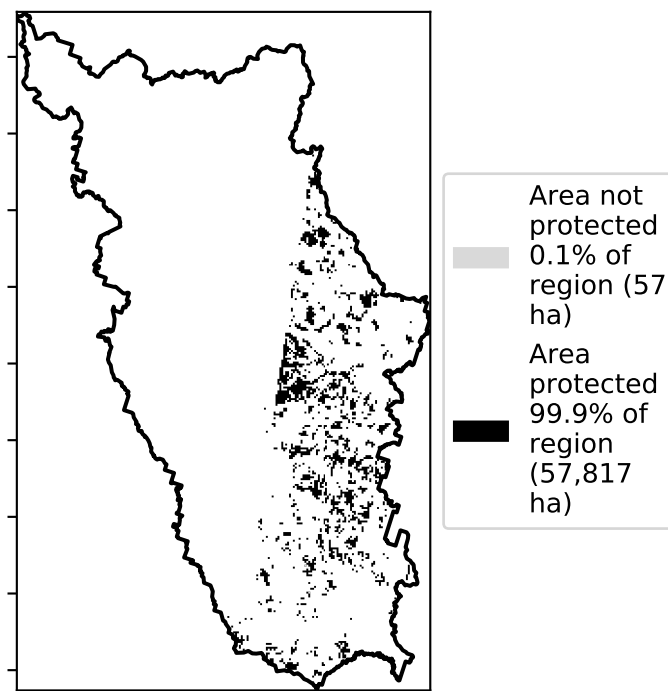 Area not
protected
0.1% of
region (57
ha)
Area
protected
99.9% of
region
(57,817
ha)